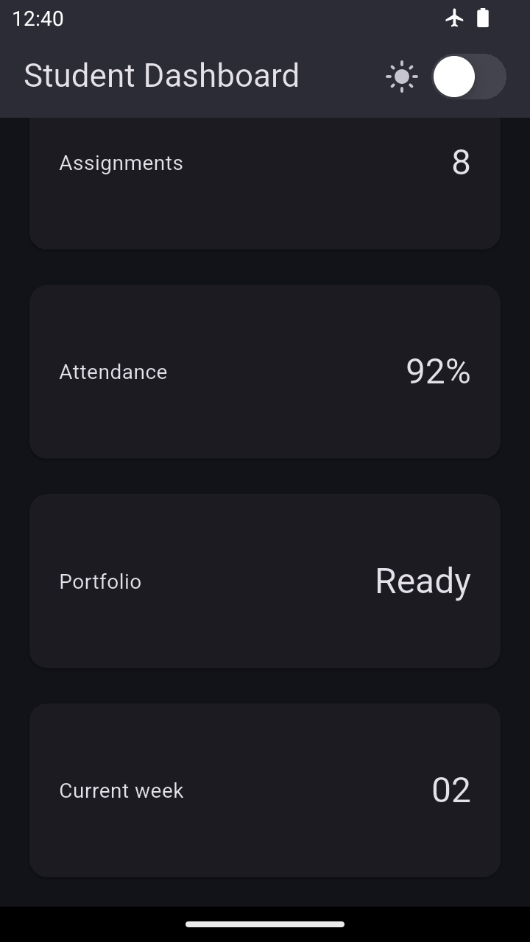 12:40
Student Dashboard
Assignments 8
Attendance 92%
Portfolio Ready
Current week 02